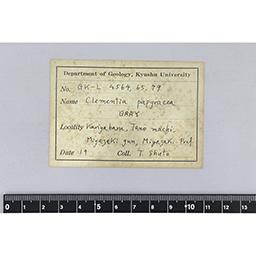 Department of Geology, Kyushu University
No. GK-L 4564, 65, 79
Name Clementia papyracea
GRAY
Locality Kariyabaru, Tano machi,
Miyazaki gun, Miyazaki Pref
Date 19 Coll. T. Shuto
0 1 2 3 4 5 6 7 8 9 10 11 12 13